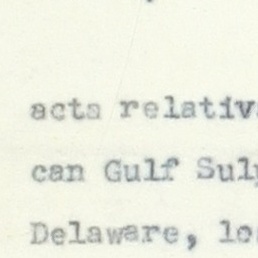 acts relativ
can Gulf Sul
Delaware, lo